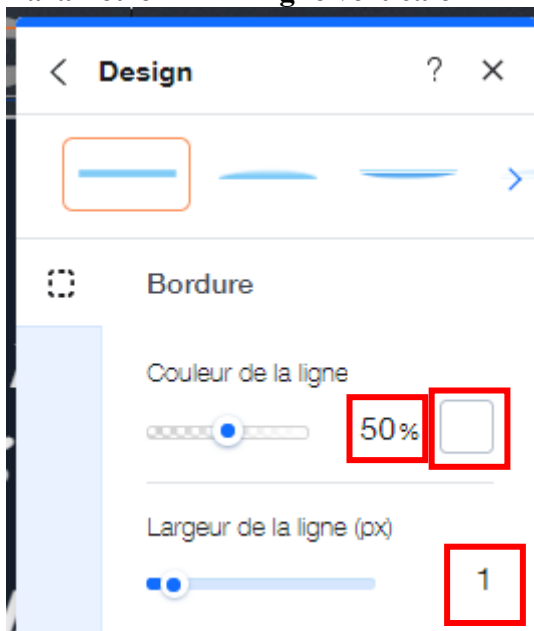 Design ?
Bordure
Couleur de la ligne
50%
Largeur de la ligne (px)
1